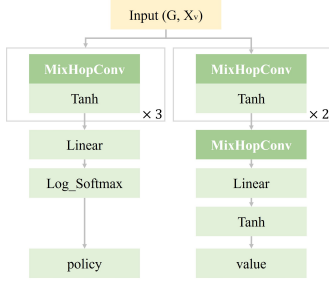 Input (G, Xᵥ)
MixHopConv
Tanh
× 3
Linear
Log_Softmax
policy
MixHopConv
Tanh
× 2
MixHopConv
Linear
Tanh
value